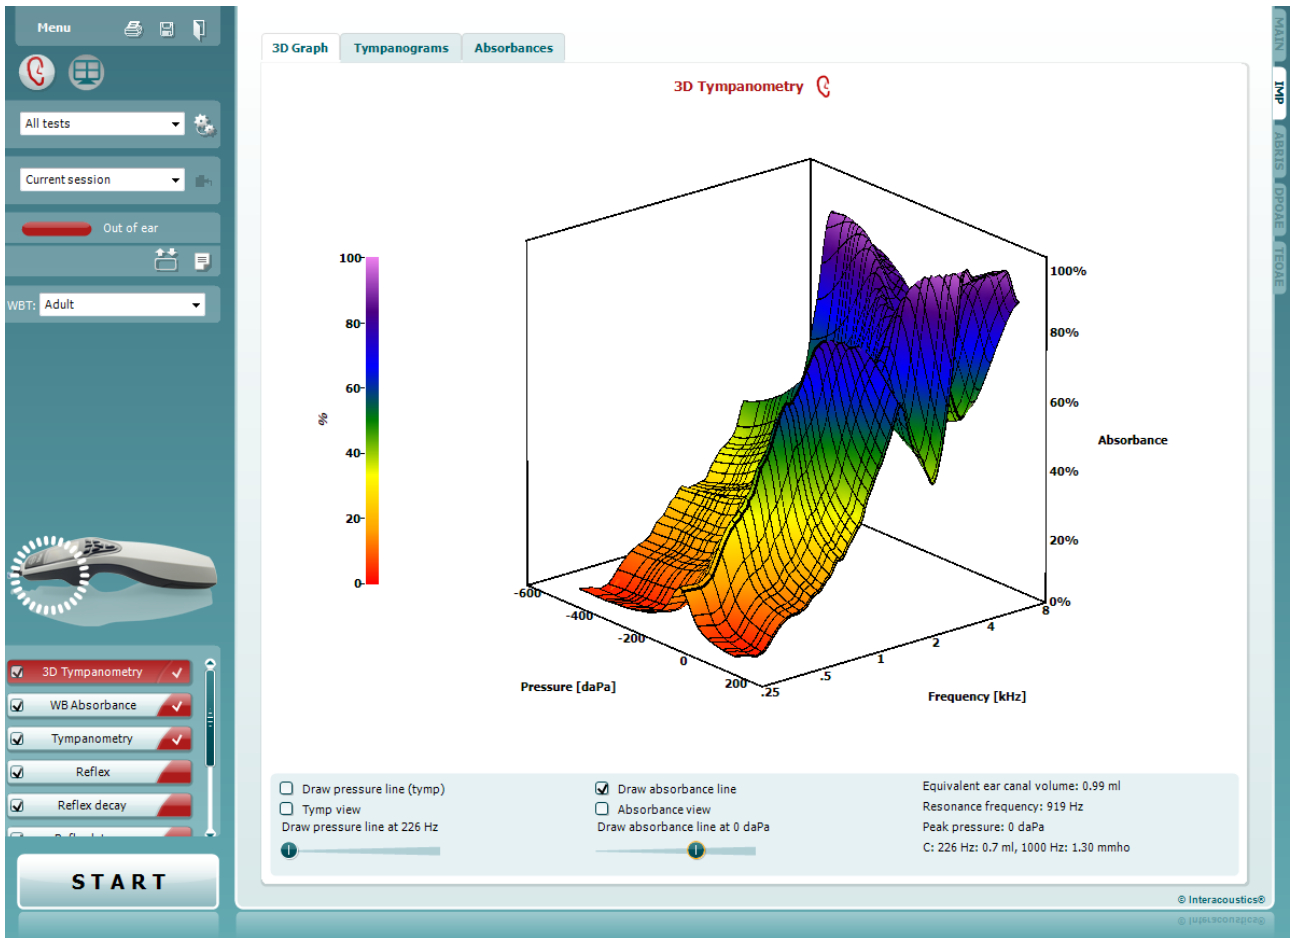 Menu
All tests
Current session
Out of ear
WBT: Adult
3D Tympanometry
WB Absorbance
Tympanometry
Reflex
Reflex decay
START
3D Graph Tympanograms Absorbances
3D Tympanometry
%
100
80
60
40
20
0
100%
80%
60%
40%
20%
0%
Absorbance
-600
-400
-200
0
200
Pressure [daPa]
.25
.5
1
2
4
8
Frequency [kHz]
Draw pressure line (tymp)
Tymp view
Draw pressure line at 226 Hz
Draw absorbance line
Absorbance view
Draw absorbance line at 0 daPa
Equivalent ear canal volume: 0.99 ml
Resonance frequency: 919 Hz
Peak pressure: 0 daPa
C: 226 Hz: 0.7 ml, 1000 Hz: 1.30 mmho
© Interacoustics®
MAIN
IMP
ABRIS
DPOAE
TEOAE